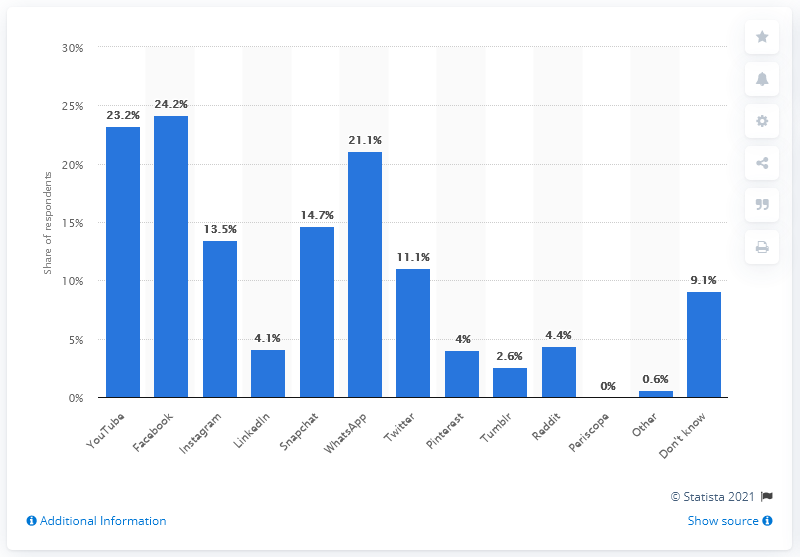 30%
25%
20%
15%
10%
5%
0%
Share of respondents
23.2%
24.2%
13.5%
4.1%
14.7%
21.1%
11.1%
4%
2.6%
4.4%
0%
0.6%
9.1%
YouTube
Facebook
Instagram
LinkedIn
Snapchat
WhatsApp
Twitter
Pinterest
Tumblr
Reddit
Periscope
Other
Don't know
© Statista 2021
Additional Information
Show source